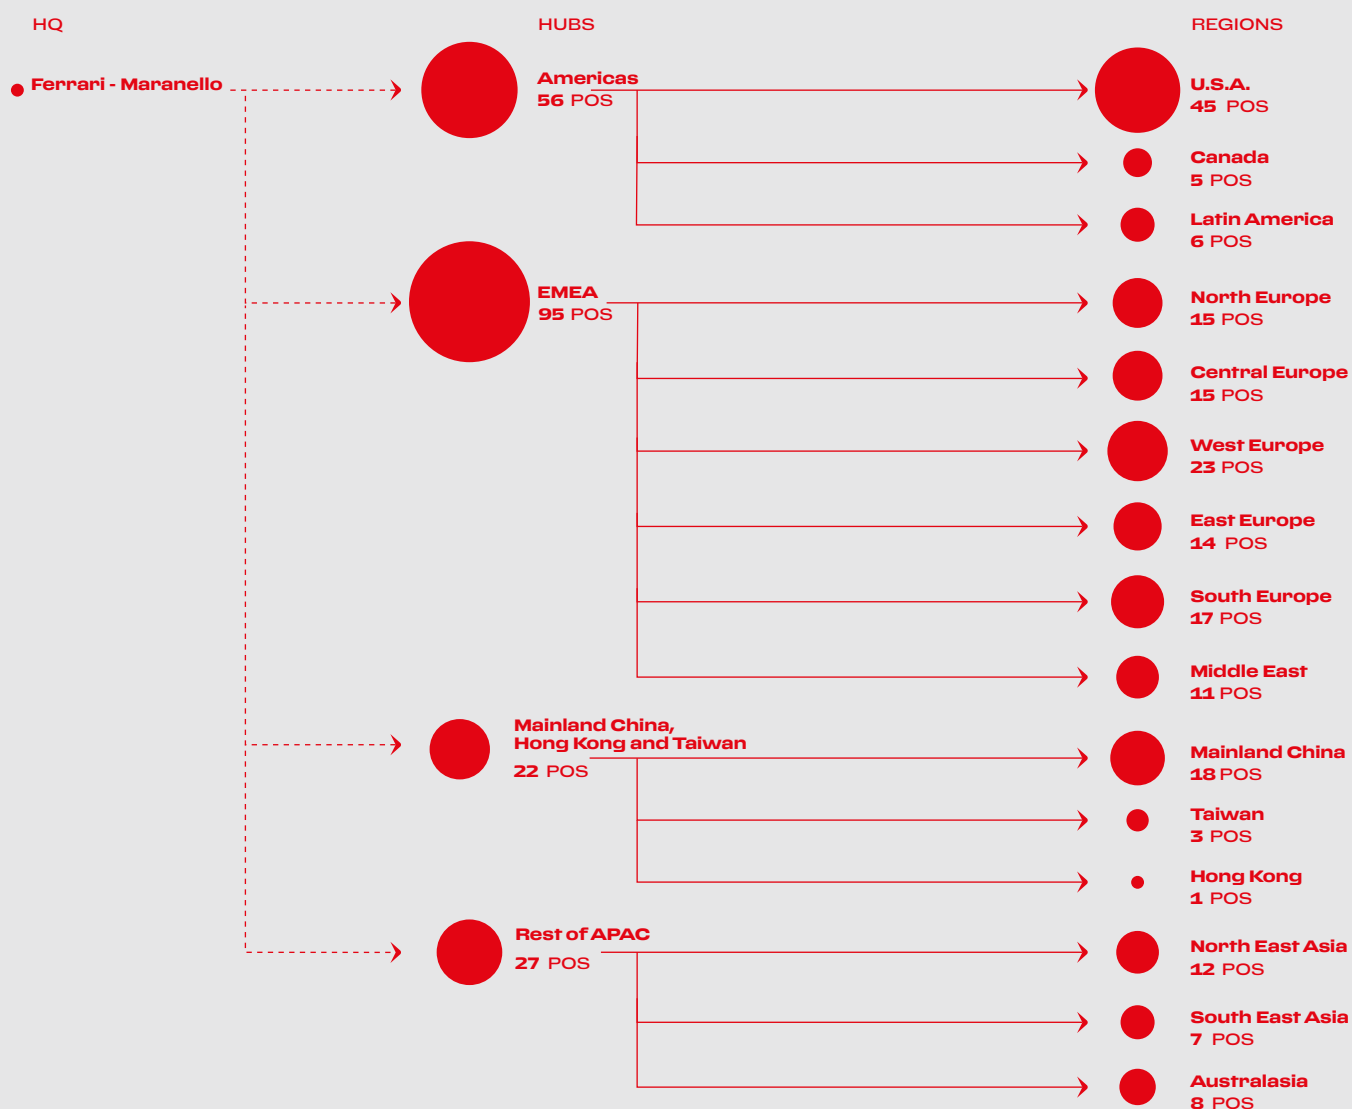 HQ
HUBS
REGIONS
Ferrari - Maranello
Americas
56 POS
U.S.A.
45 POS
Canada
5 POS
Latin America
6 POS
EMEA
95 POS
North Europe
15 POS
Central Europe
15 POS
West Europe
23 POS
East Europe
14 POS
South Europe
17 POS
Middle East
11 POS
Mainland China,
Hong Kong and Taiwan
22 POS
Mainland China
18 POS
Taiwan
3 POS
Hong Kong
1 POS
Rest of APAC
27 POS
North East Asia
12 POS
South East Asia
7 POS
Australasia
8 POS